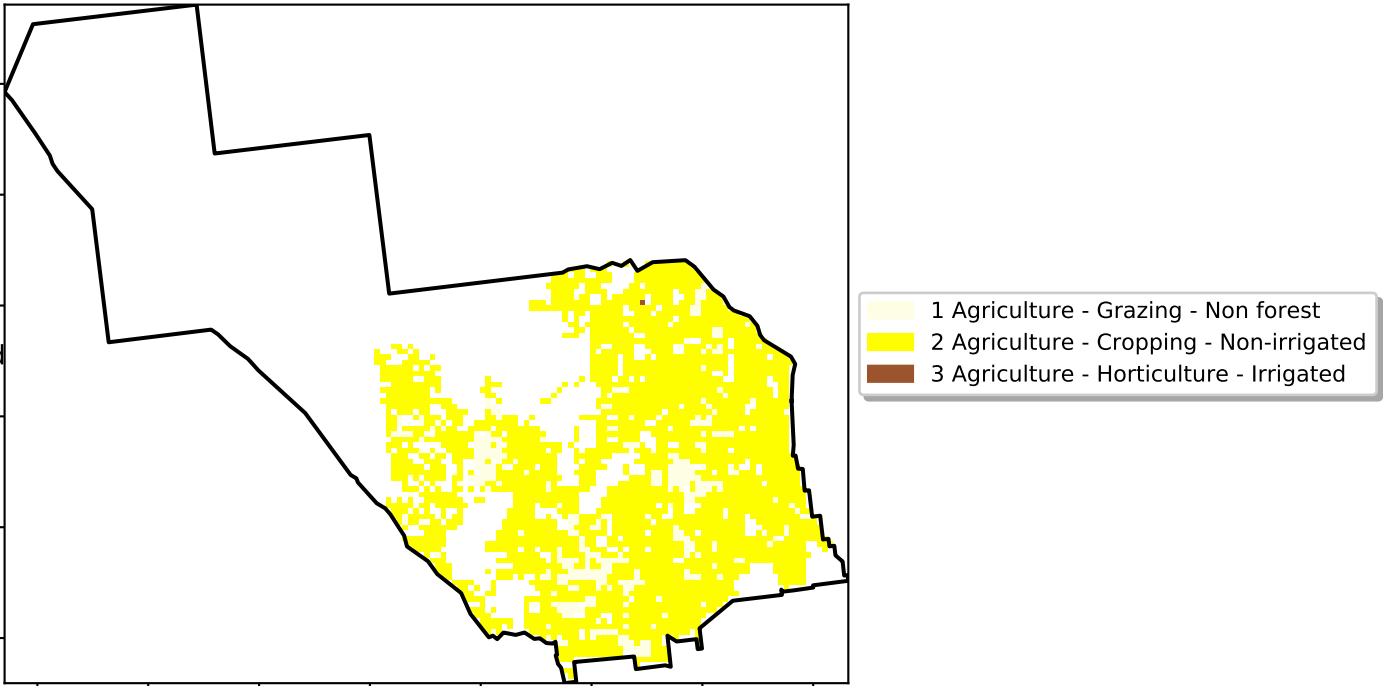 1 Agriculture - Grazing - Non forest
2 Agriculture - Cropping - Non-irrigated
3 Agriculture - Horticulture - Irrigated